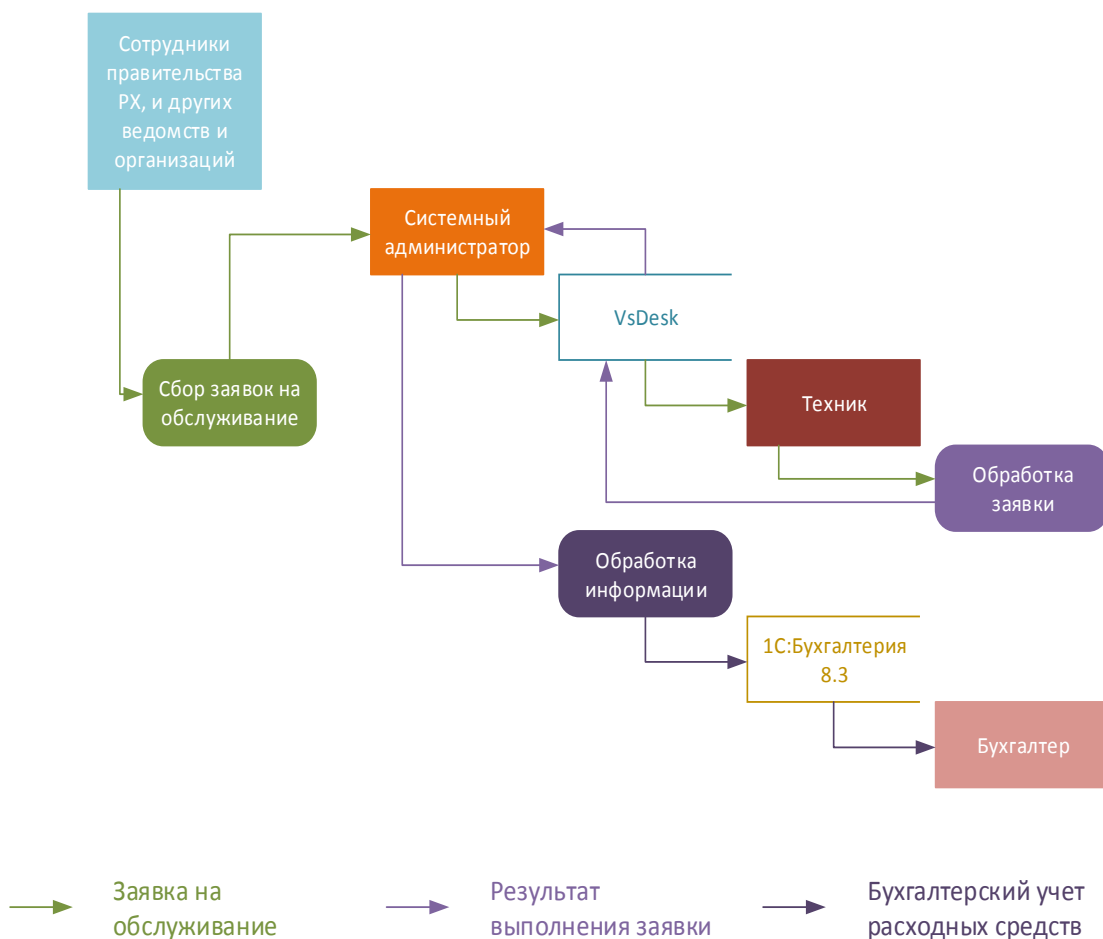 Сотрудники
правительства
РХ, и других
ведомств и
организаций
Системный
администратор
VsDesk
Сбор заявок на
обслуживание
Техник
Обработка
заявки
Обработка
информации
1С:Бухгалтерия
8.3
Бухгалтер
Заявка на
обслуживание
Результат
выполнения заявки
Бухгалтерский учет
расходных средств